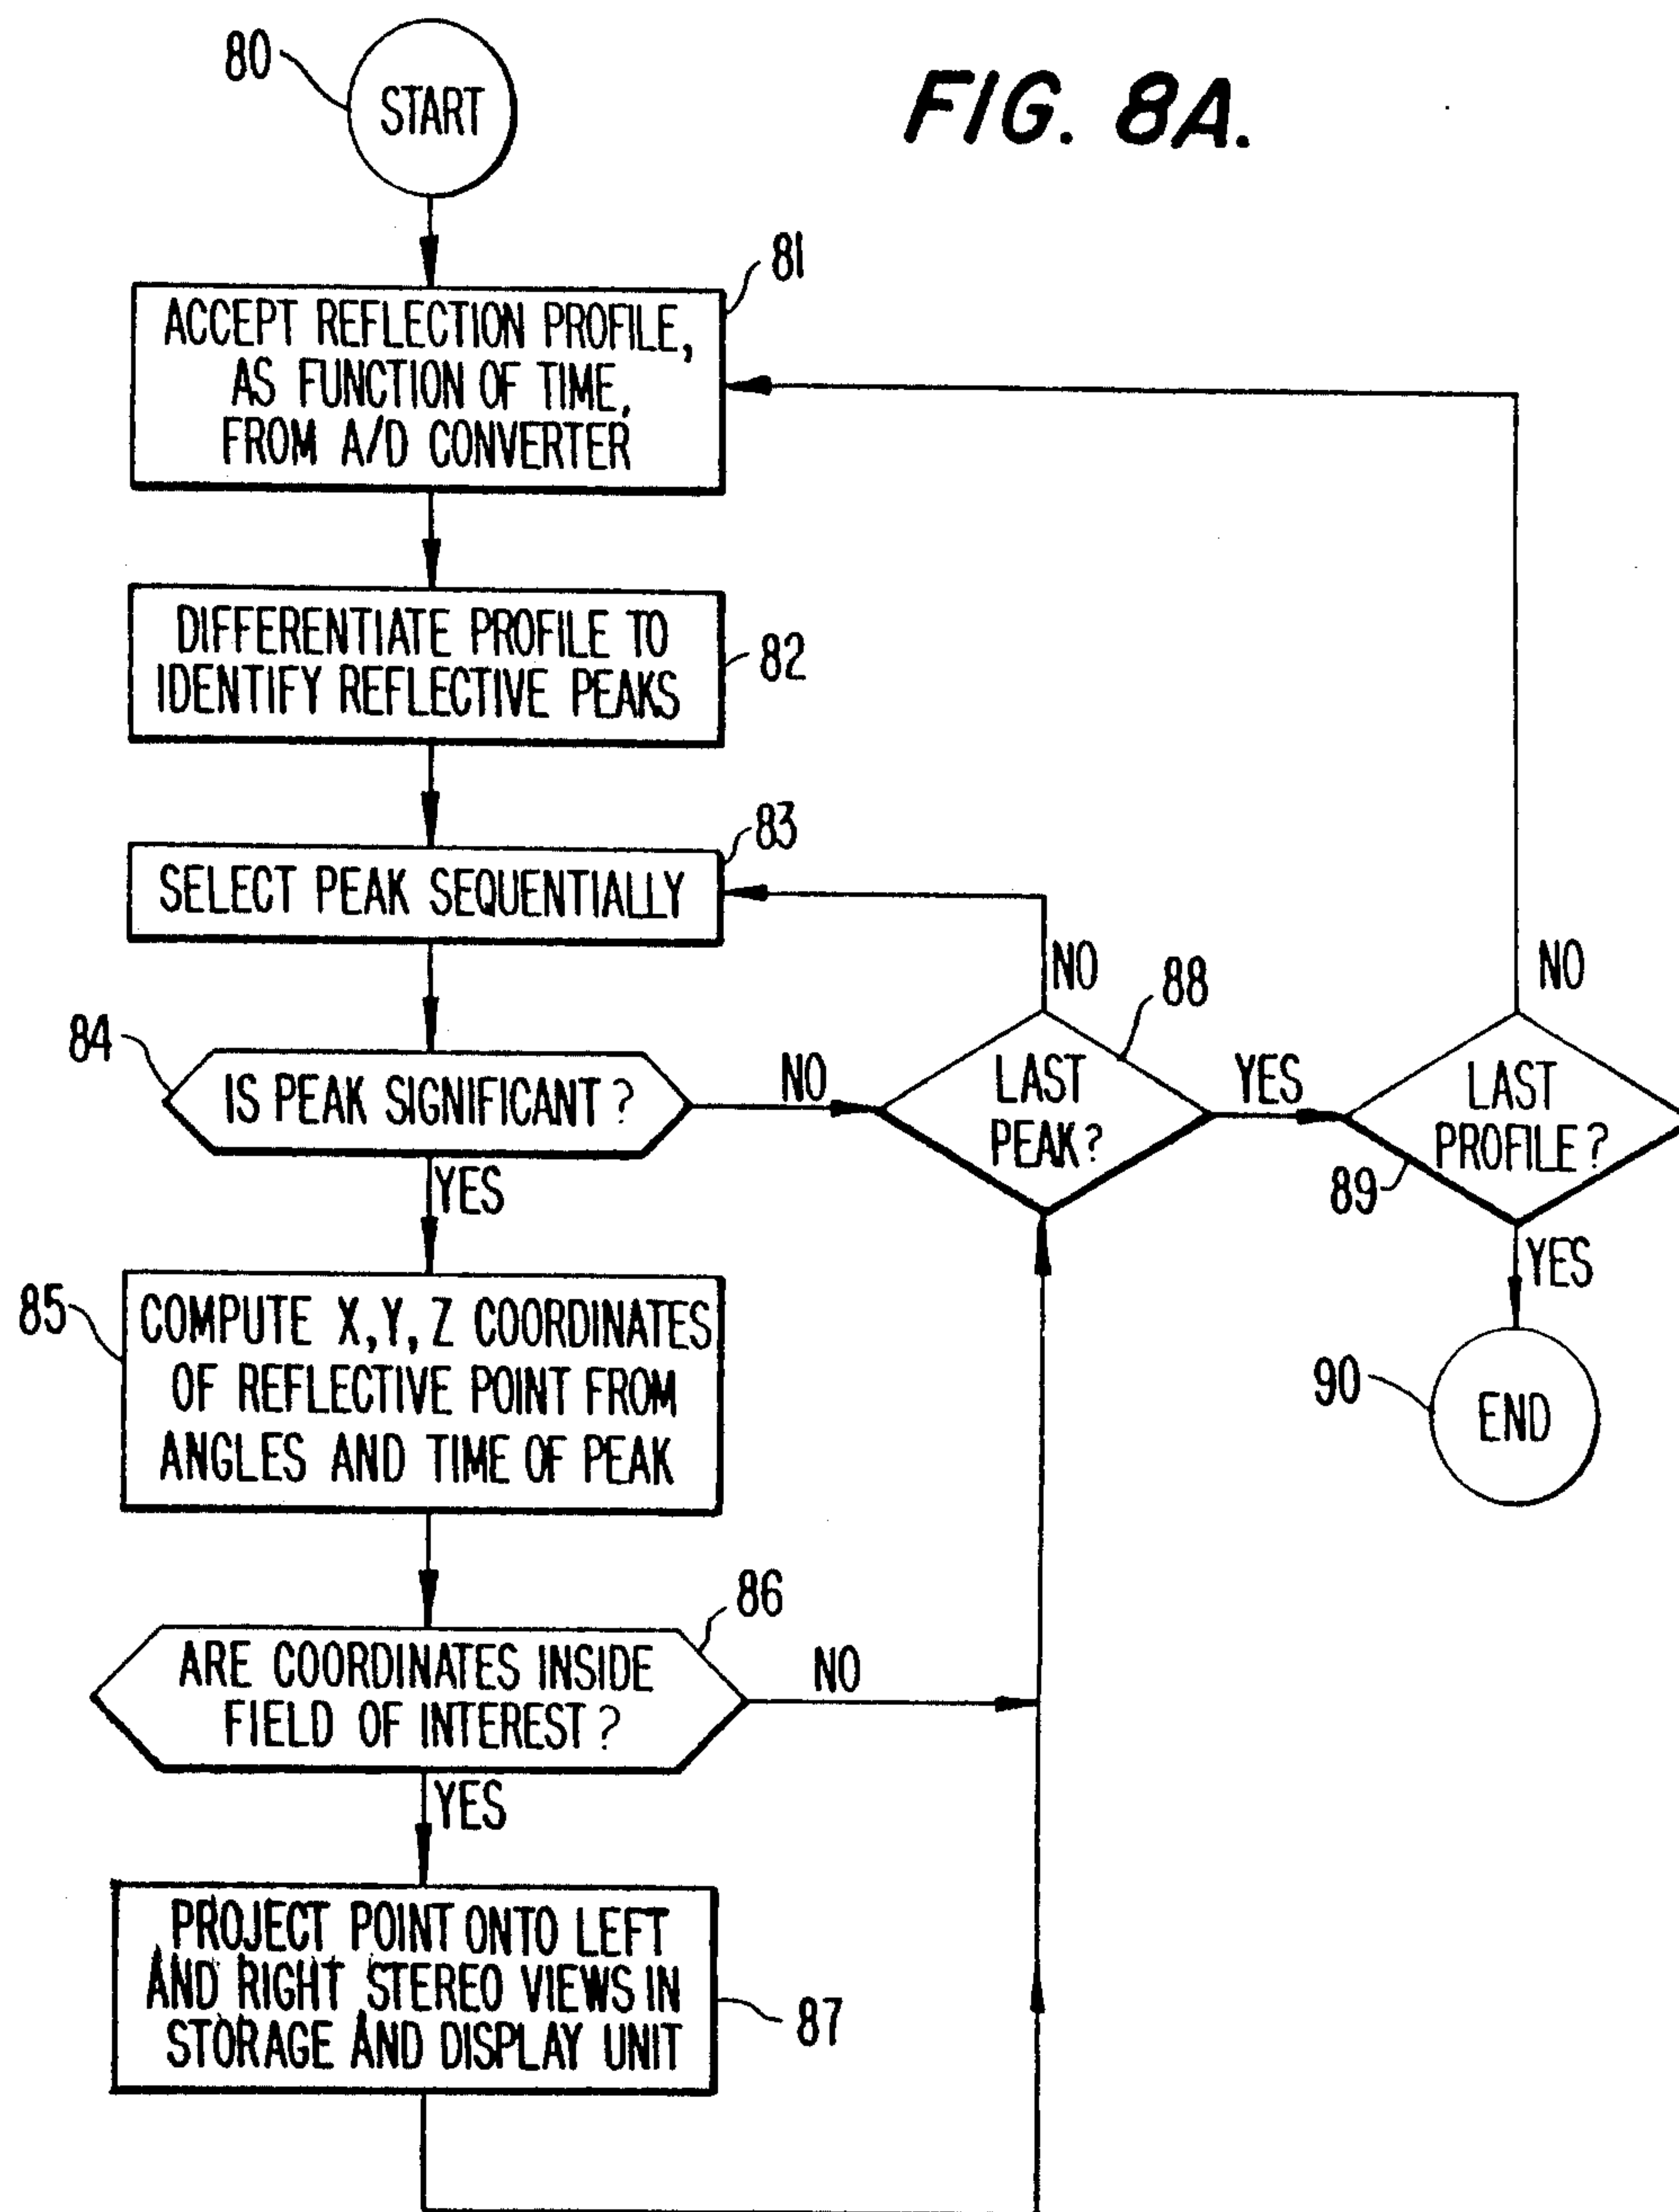 80
START
FIG. 8A.
81
ACCEPT REFLECTION PROFILE,
AS FUNCTION OF TIME,
FROM A/D CONVERTER
DIFFERENTIATE PROFILE TO
IDENTIFY REFLECTIVE PEAKS
82
83
SELECT PEAK SEQUENTIALLY
84
IS PEAK SIGNIFICANT?
NO
YES
NO
88
LAST
PEAK?
YES
NO
LAST
PROFILE?
89
YES
90
END
85
COMPUTE X, Y, Z COORDINATES
OF REFLECTIVE POINT FROM
ANGLES AND TIME OF PEAK
86
ARE COORDINATES INSIDE
FIELD OF INTEREST?
NO
YES
PROJECT POINT ONTO LEFT
AND RIGHT STEREO VIEWS IN
STORAGE AND DISPLAY UNIT
87